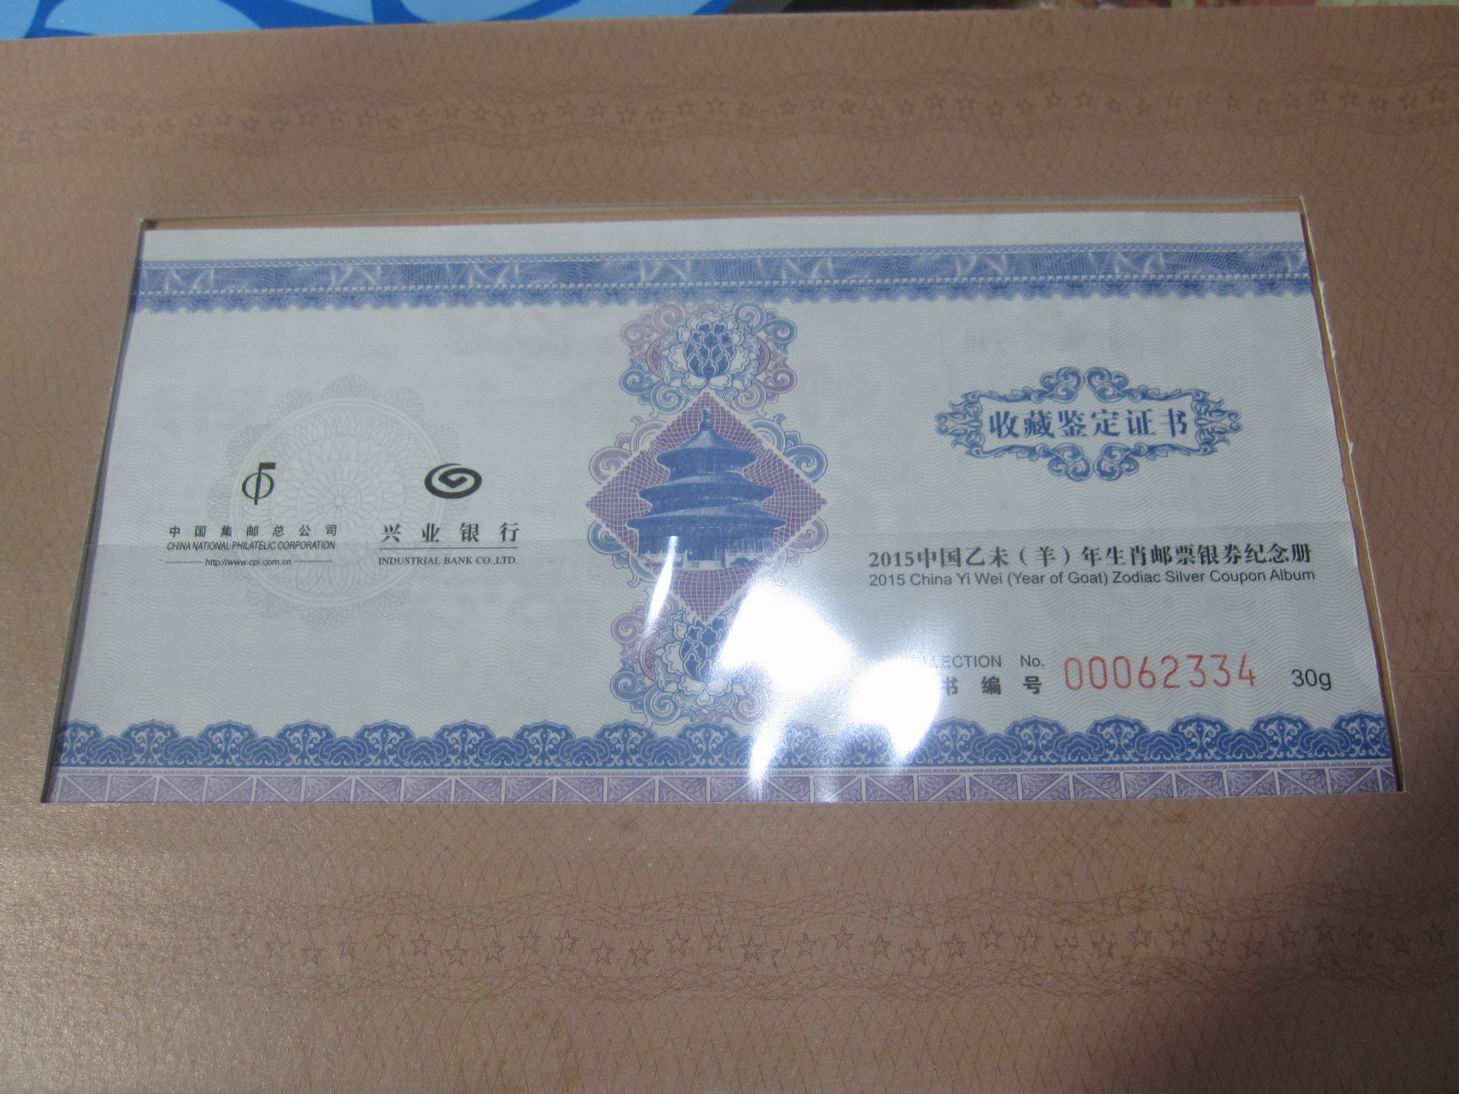 中国集邮总公司
CHINA NATIONAL PHILATELIC CORPORATION
http://www.cpi.com.cn
兴业银行
INDUSTRIAL BANK CO.,LTD.
收藏鉴定证书
2015中国乙未（羊）年生肖邮票银券纪念册
2015 China Yi Wei (Year of Goat) Zodiac Silver Coupon Album
No.
00062334
30g
书编号